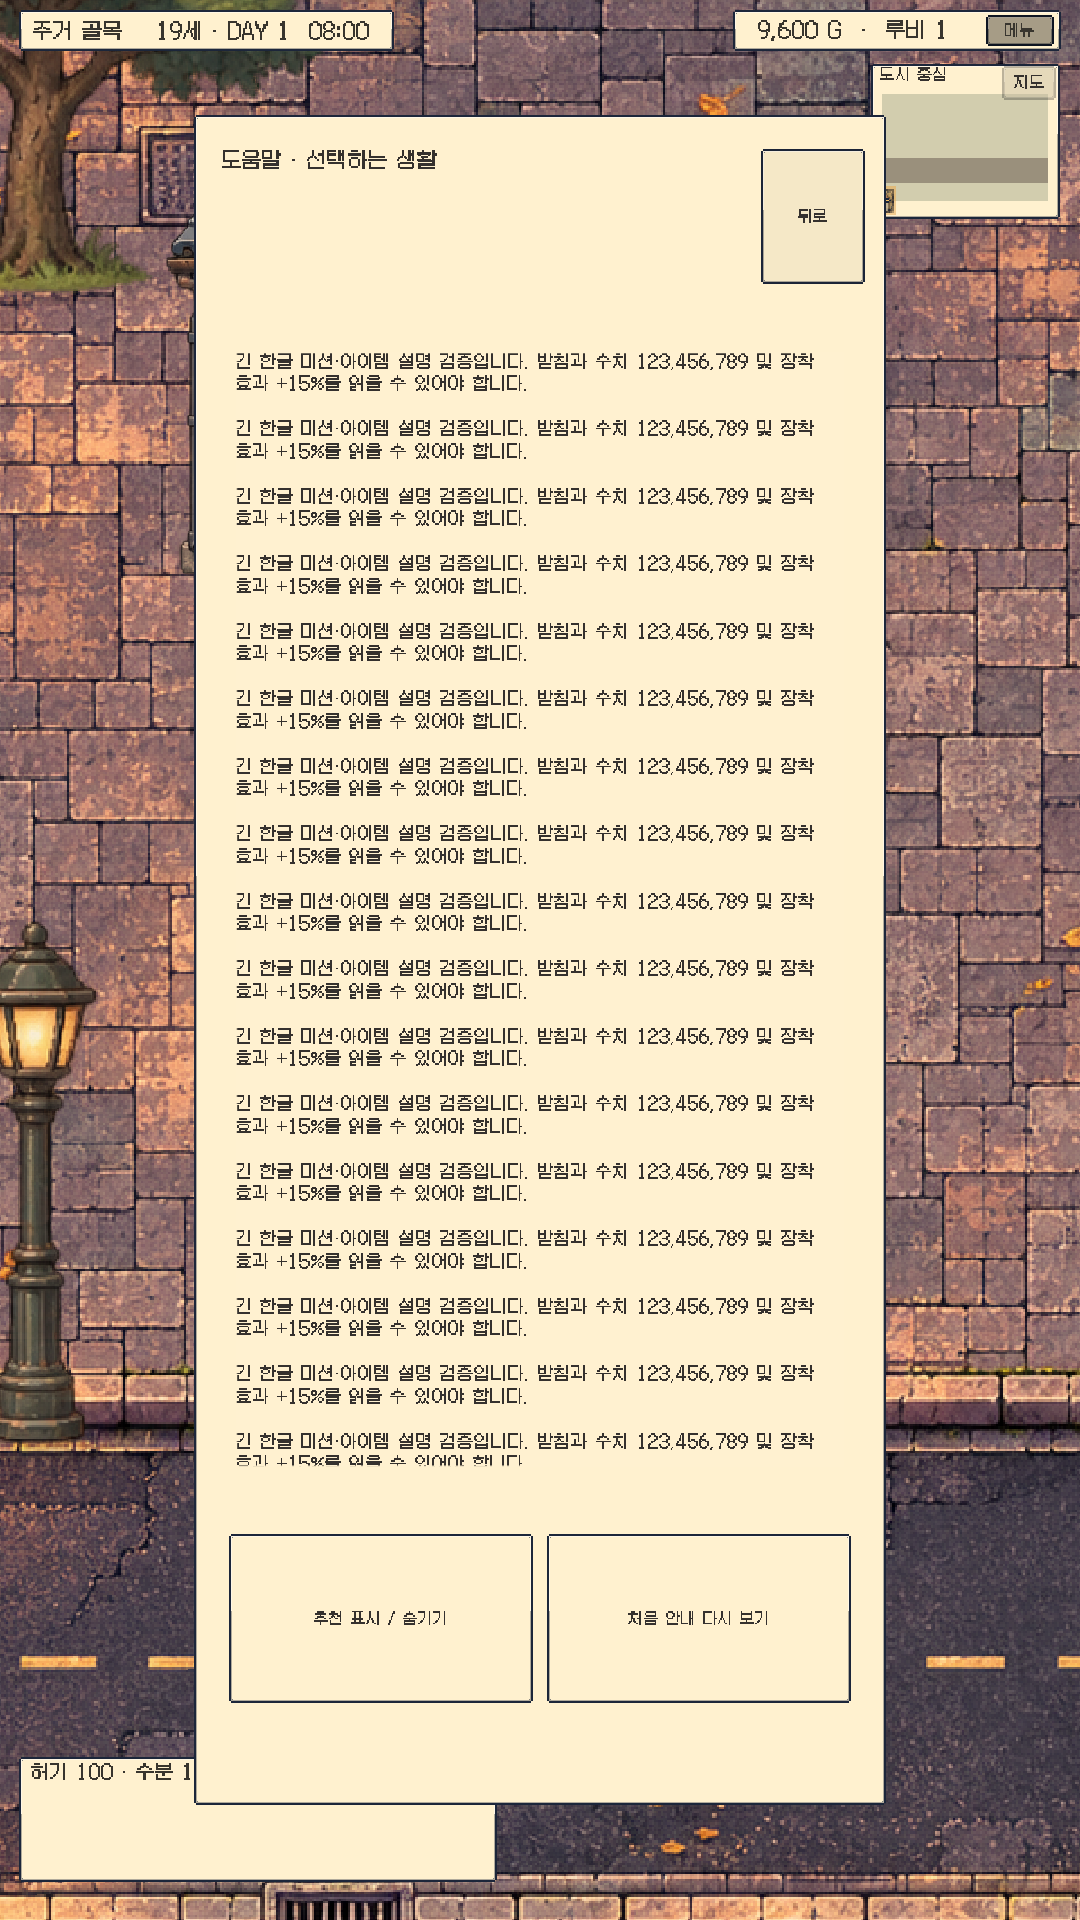 주거 골목 19세 · DAY 1 08:00
9,600 G · 루비 1 메뉴
도시 중심 지도
도움말 · 선택하는 생활
뒤로
긴 한글 미션·아이템 설명 검증입니다. 받침과 수치 123,456,789 및 장착
효과 +15%를 읽을 수 있어야 합니다.
긴 한글 미션·아이템 설명 검증입니다. 받침과 수치 123,456,789 및 장착
효과 +15%를 읽을 수 있어야 합니다.
긴 한글 미션·아이템 설명 검증입니다. 받침과 수치 123,456,789 및 장착
효과 +15%를 읽을 수 있어야 합니다.
긴 한글 미션·아이템 설명 검증입니다. 받침과 수치 123,456,789 및 장착
효과 +15%를 읽을 수 있어야 합니다.
긴 한글 미션·아이템 설명 검증입니다. 받침과 수치 123,456,789 및 장착
효과 +15%를 읽을 수 있어야 합니다.
긴 한글 미션·아이템 설명 검증입니다. 받침과 수치 123,456,789 및 장착
효과 +15%를 읽을 수 있어야 합니다.
긴 한글 미션·아이템 설명 검증입니다. 받침과 수치 123,456,789 및 장착
효과 +15%를 읽을 수 있어야 합니다.
긴 한글 미션·아이템 설명 검증입니다. 받침과 수치 123,456,789 및 장착
효과 +15%를 읽을 수 있어야 합니다.
긴 한글 미션·아이템 설명 검증입니다. 받침과 수치 123,456,789 및 장착
효과 +15%를 읽을 수 있어야 합니다.
긴 한글 미션·아이템 설명 검증입니다. 받침과 수치 123,456,789 및 장착
효과 +15%를 읽을 수 있어야 합니다.
긴 한글 미션·아이템 설명 검증입니다. 받침과 수치 123,456,789 및 장착
효과 +15%를 읽을 수 있어야 합니다.
긴 한글 미션·아이템 설명 검증입니다. 받침과 수치 123,456,789 및 장착
효과 +15%를 읽을 수 있어야 합니다.
긴 한글 미션·아이템 설명 검증입니다. 받침과 수치 123,456,789 및 장착
효과 +15%를 읽을 수 있어야 합니다.
긴 한글 미션·아이템 설명 검증입니다. 받침과 수치 123,456,789 및 장착
효과 +15%를 읽을 수 있어야 합니다.
긴 한글 미션·아이템 설명 검증입니다. 받침과 수치 123,456,789 및 장착
효과 +15%를 읽을 수 있어야 합니다.
긴 한글 미션·아이템 설명 검증입니다. 받침과 수치 123,456,789 및 장착
효과 +15%를 읽을 수 있어야 합니다.
긴 한글 미션·아이템 설명 검증입니다. 받침과 수치 123,456,789 및 장착
효과 +15%를 읽을 수 있어야 합니다.
추천 표시 / 숨기기
처음 안내 다시 보기
허기 100 · 수분 1